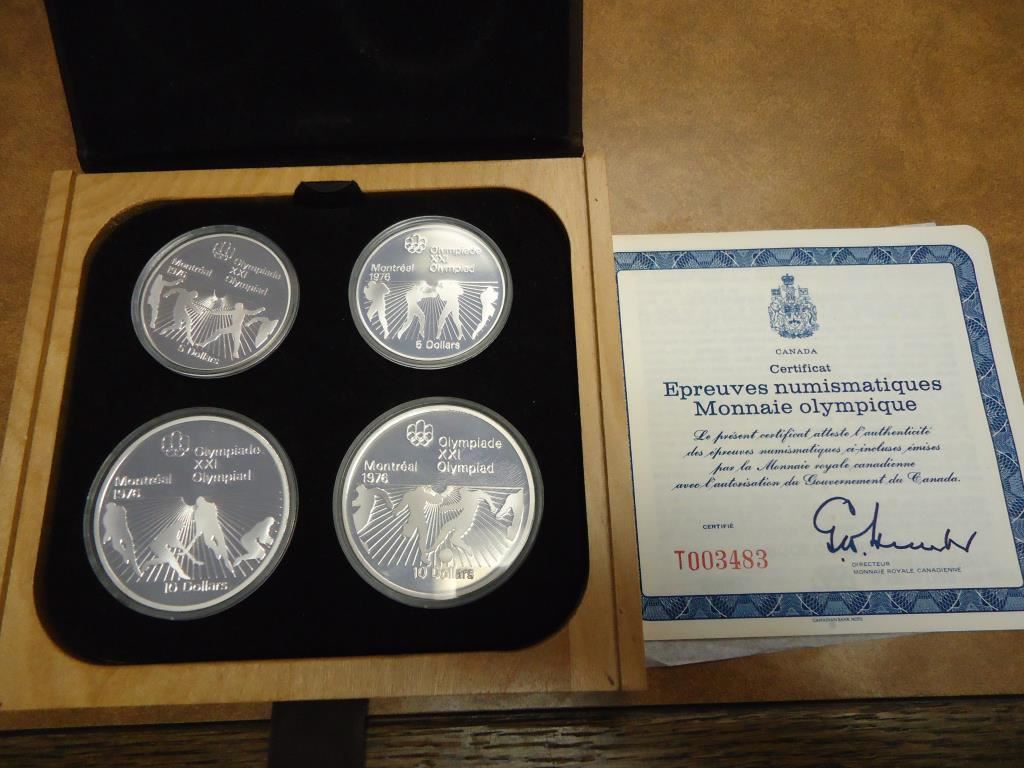 Olympiade
XXI
Olympiad
Montréal
1976
5 Dollars
Olympiade
XXI
Olympiad
Montréal
1976
5 Dollars
Olympiade
XXI
Olympiad
Montréal
1976
10 Dollars
Olympiade
XXI
Olympiad
Montréal
1976
10 Dollars
CANADA
Certificat
Epreuves numismatiques
Monnaie olympique
Le présent certificat atteste l'authenticité
des épreuves numismatiques ci-incluses émises
par la Monnaie royale canadienne
avec l'autorisation du Gouvernement du Canada.
CERTIFIÉ
T003483
DIRECTEUR
MONNAIE ROYALE CANADIENNE
CANADIAN BANK NOTE